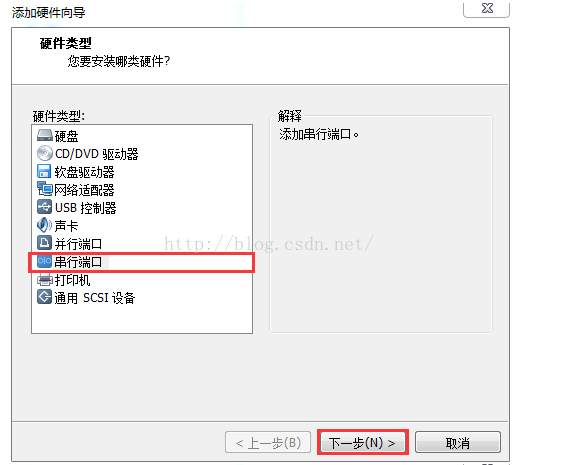 添加硬件向导
硬件类型
您要安装哪类硬件?
硬件类型:
硬盘
CD/DVD 驱动器
软盘驱动器
网络适配器
USB 控制器
声卡
并行端口
串行端口
打印机
通用 SCSI 设备
解释
添加串行端口。
http://blog.csdn.net/
< 上一步(B)
下一步(N) >
取消